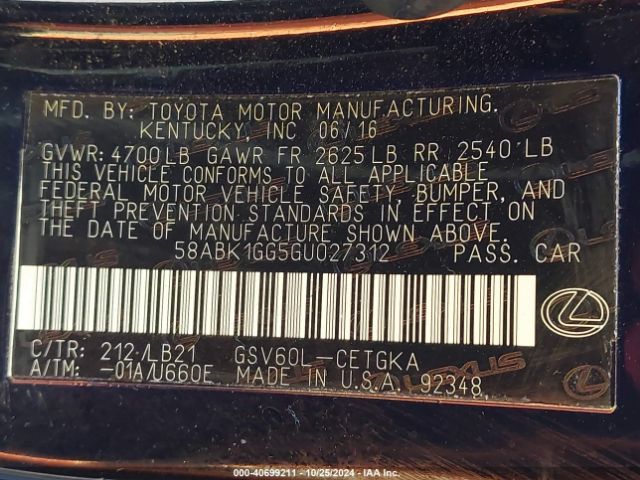 MFD. BY: TOYOTA MOTOR MANUFACTURING,
KENTUCKY, INC 06/16
GVWR: 4700 LB GAWR FR 2625 LB RR 2540 LB
THIS VEHICLE CONFORMS TO ALL APPLICABLE
FEDERAL MOTOR VEHICLE SAFETY, BUMPER, AND
THEFT PREVENTION STANDARDS IN EFFECT ON
THE DATE OF MANUFACTURE SHOWN ABOVE.
58ABK1GG5GU027312 PASS. CAR
C/TR: 212 /LB21 GSV60L-CETGKA
A/TM: -01A/U660E MADE IN U.S.A. 92348
LEXUS
000-40699211 - 10/25/2024 - IAA Inc.